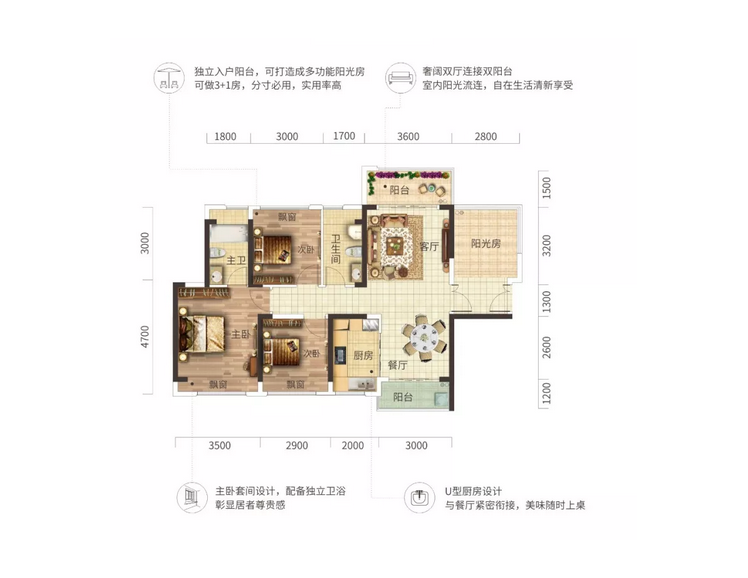 独立入户阳台，可打造成多功能阳光房
可做3+1房，分寸必用，实用率高
奢阔双厅连接双阳台
室内阳光流连，自在生活清新享受
1800 3000 1700 3600 2800
1500
3000
3200
1300
4700
2600
1200
阳台
飘窗
次卧
卫生间
主卫
客厅
阳光房
主卧
次卧
厨房
餐厅
飘窗
飘窗
阳台
3500 2900 2000 3000
主卧套间设计，配备独立卫浴
彰显居者尊贵感
U型厨房设计
与餐厅紧密衔接，美味随时上桌